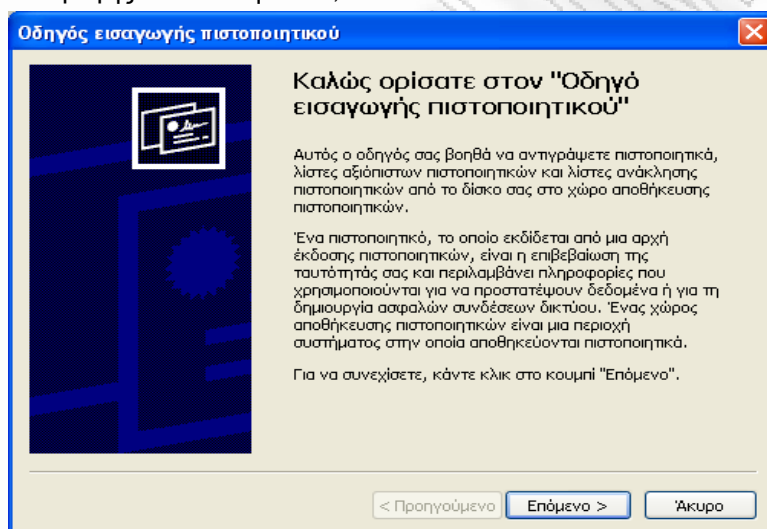 Οδηγός εισαγωγής πιστοποιητικού
Καλώς ορίσατε στον "Οδηγό
εισαγωγής πιστοποιητικού"
Αυτός ο οδηγός σας βοηθά να αντιγράψετε πιστοποιητικά,
λίστες αξιόπιστων πιστοποιητικών και λίστες ανάκλησης
πιστοποιητικών από το δίσκο σας στο χώρο αποθήκευσης
πιστοποιητικών.
Ένα πιστοποιητικό, το οποίο εκδίδεται από μια αρχή
έκδοσης πιστοποιητικών, είναι η επιβεβαίωση της
ταυτότητάς σας και περιλαμβάνει πληροφορίες που
χρησιμοποιούνται για να προστατέψουν δεδομένα ή για τη
δημιουργία ασφαλών συνδέσεων δικτύου. Ένας χώρος
αποθήκευσης πιστοποιητικών είναι μια περιοχή
συστήματος στην οποία αποθηκεύονται πιστοποιητικά.
Για να συνεχίσετε, κάντε κλικ στο κουμπί "Επόμενο".
< Προηγούμενο Επόμενο > Άκυρο